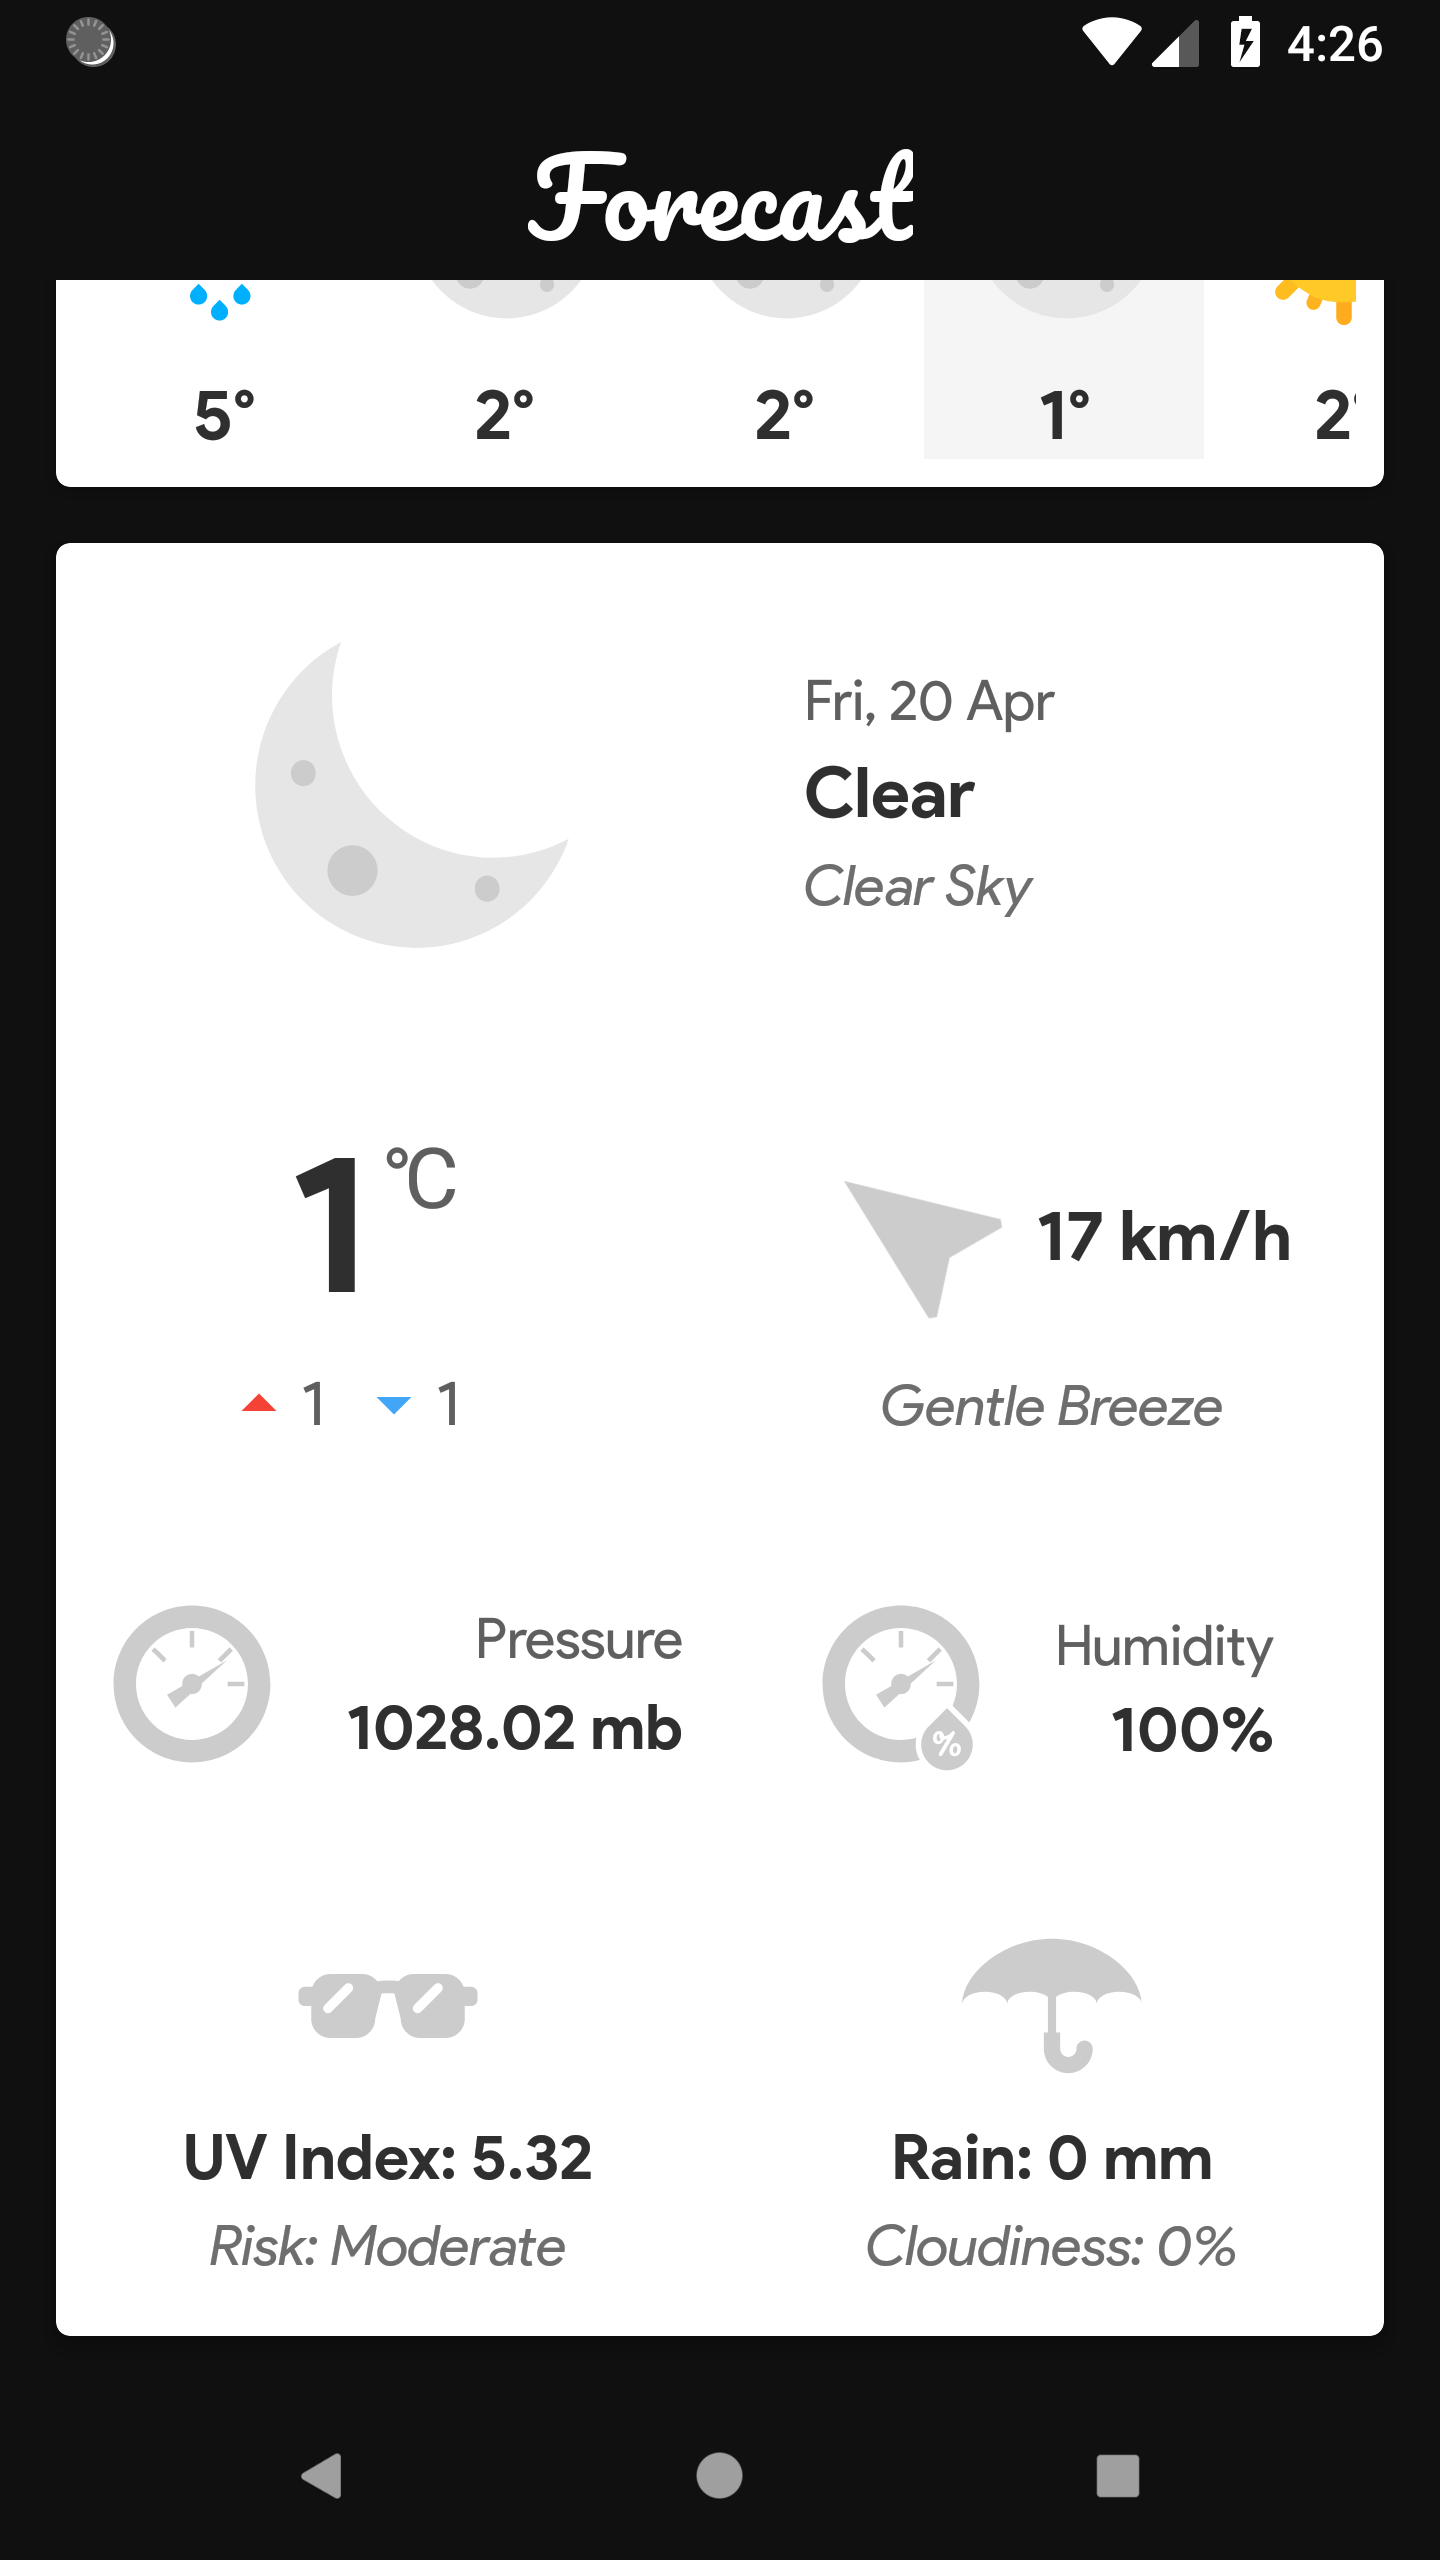 4:26
Forecast
5° 2° 2° 1° 2°
Fri, 20 Apr
Clear
Clear Sky
1 °C
17 km/h
1 1
Gentle Breeze
Pressure
1028.02 mb
Humidity
100%
%
UV Index: 5.32
Risk: Moderate
Rain: 0 mm
Cloudiness: 0%